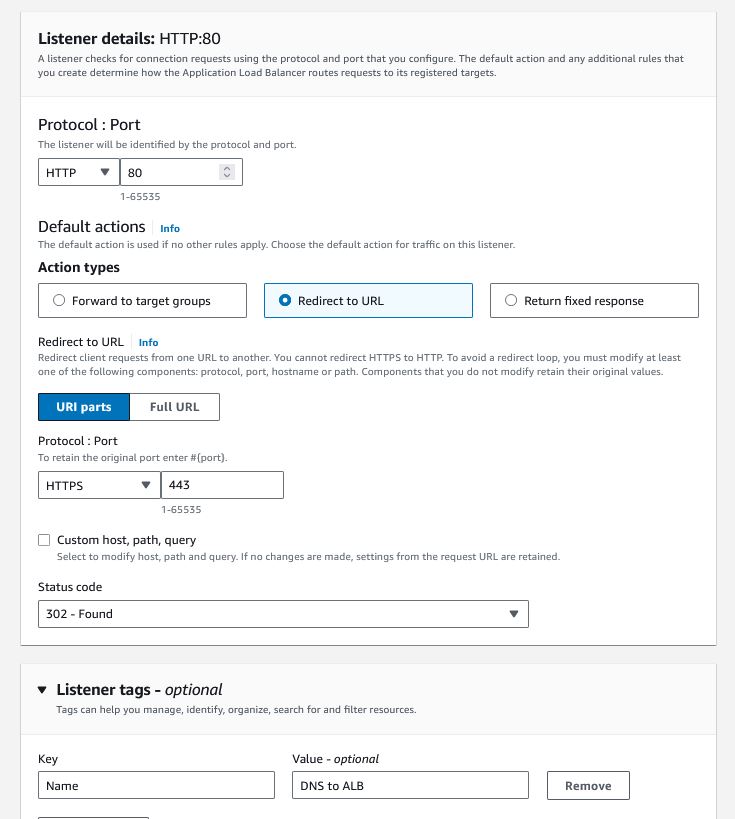 Listener details: HTTP:80
A listener checks for connection requests using the protocol and port that you configure. The default action and any additional rules that
you create determine how the Application Load Balancer routes requests to its registered targets.
Protocol : Port
The listener will be identified by the protocol and port.
HTTP 80
1-65535
Default actions Info
The default action is used if no other rules apply. Choose the default action for traffic on this listener.
Action types
Forward to target groups Redirect to URL Return fixed response
Redirect to URL Info
Redirect client requests from one URL to another. You cannot redirect HTTPS to HTTP. To avoid a redirect loop, you must modify at least
one of the following components: protocol, port, hostname or path. Components that you do not modify retain their original values.
URI parts Full URL
Protocol : Port
To retain the original port enter #{port}.
HTTPS 443
1-65535
Custom host, path, query
Select to modify host, path and query. If no changes are made, settings from the request URL are retained.
Status code
302 - Found
Listener tags - optional
Tags can help you manage, identify, organize, search for and filter resources.
Key Value - optional
Name DNS to ALB Remove